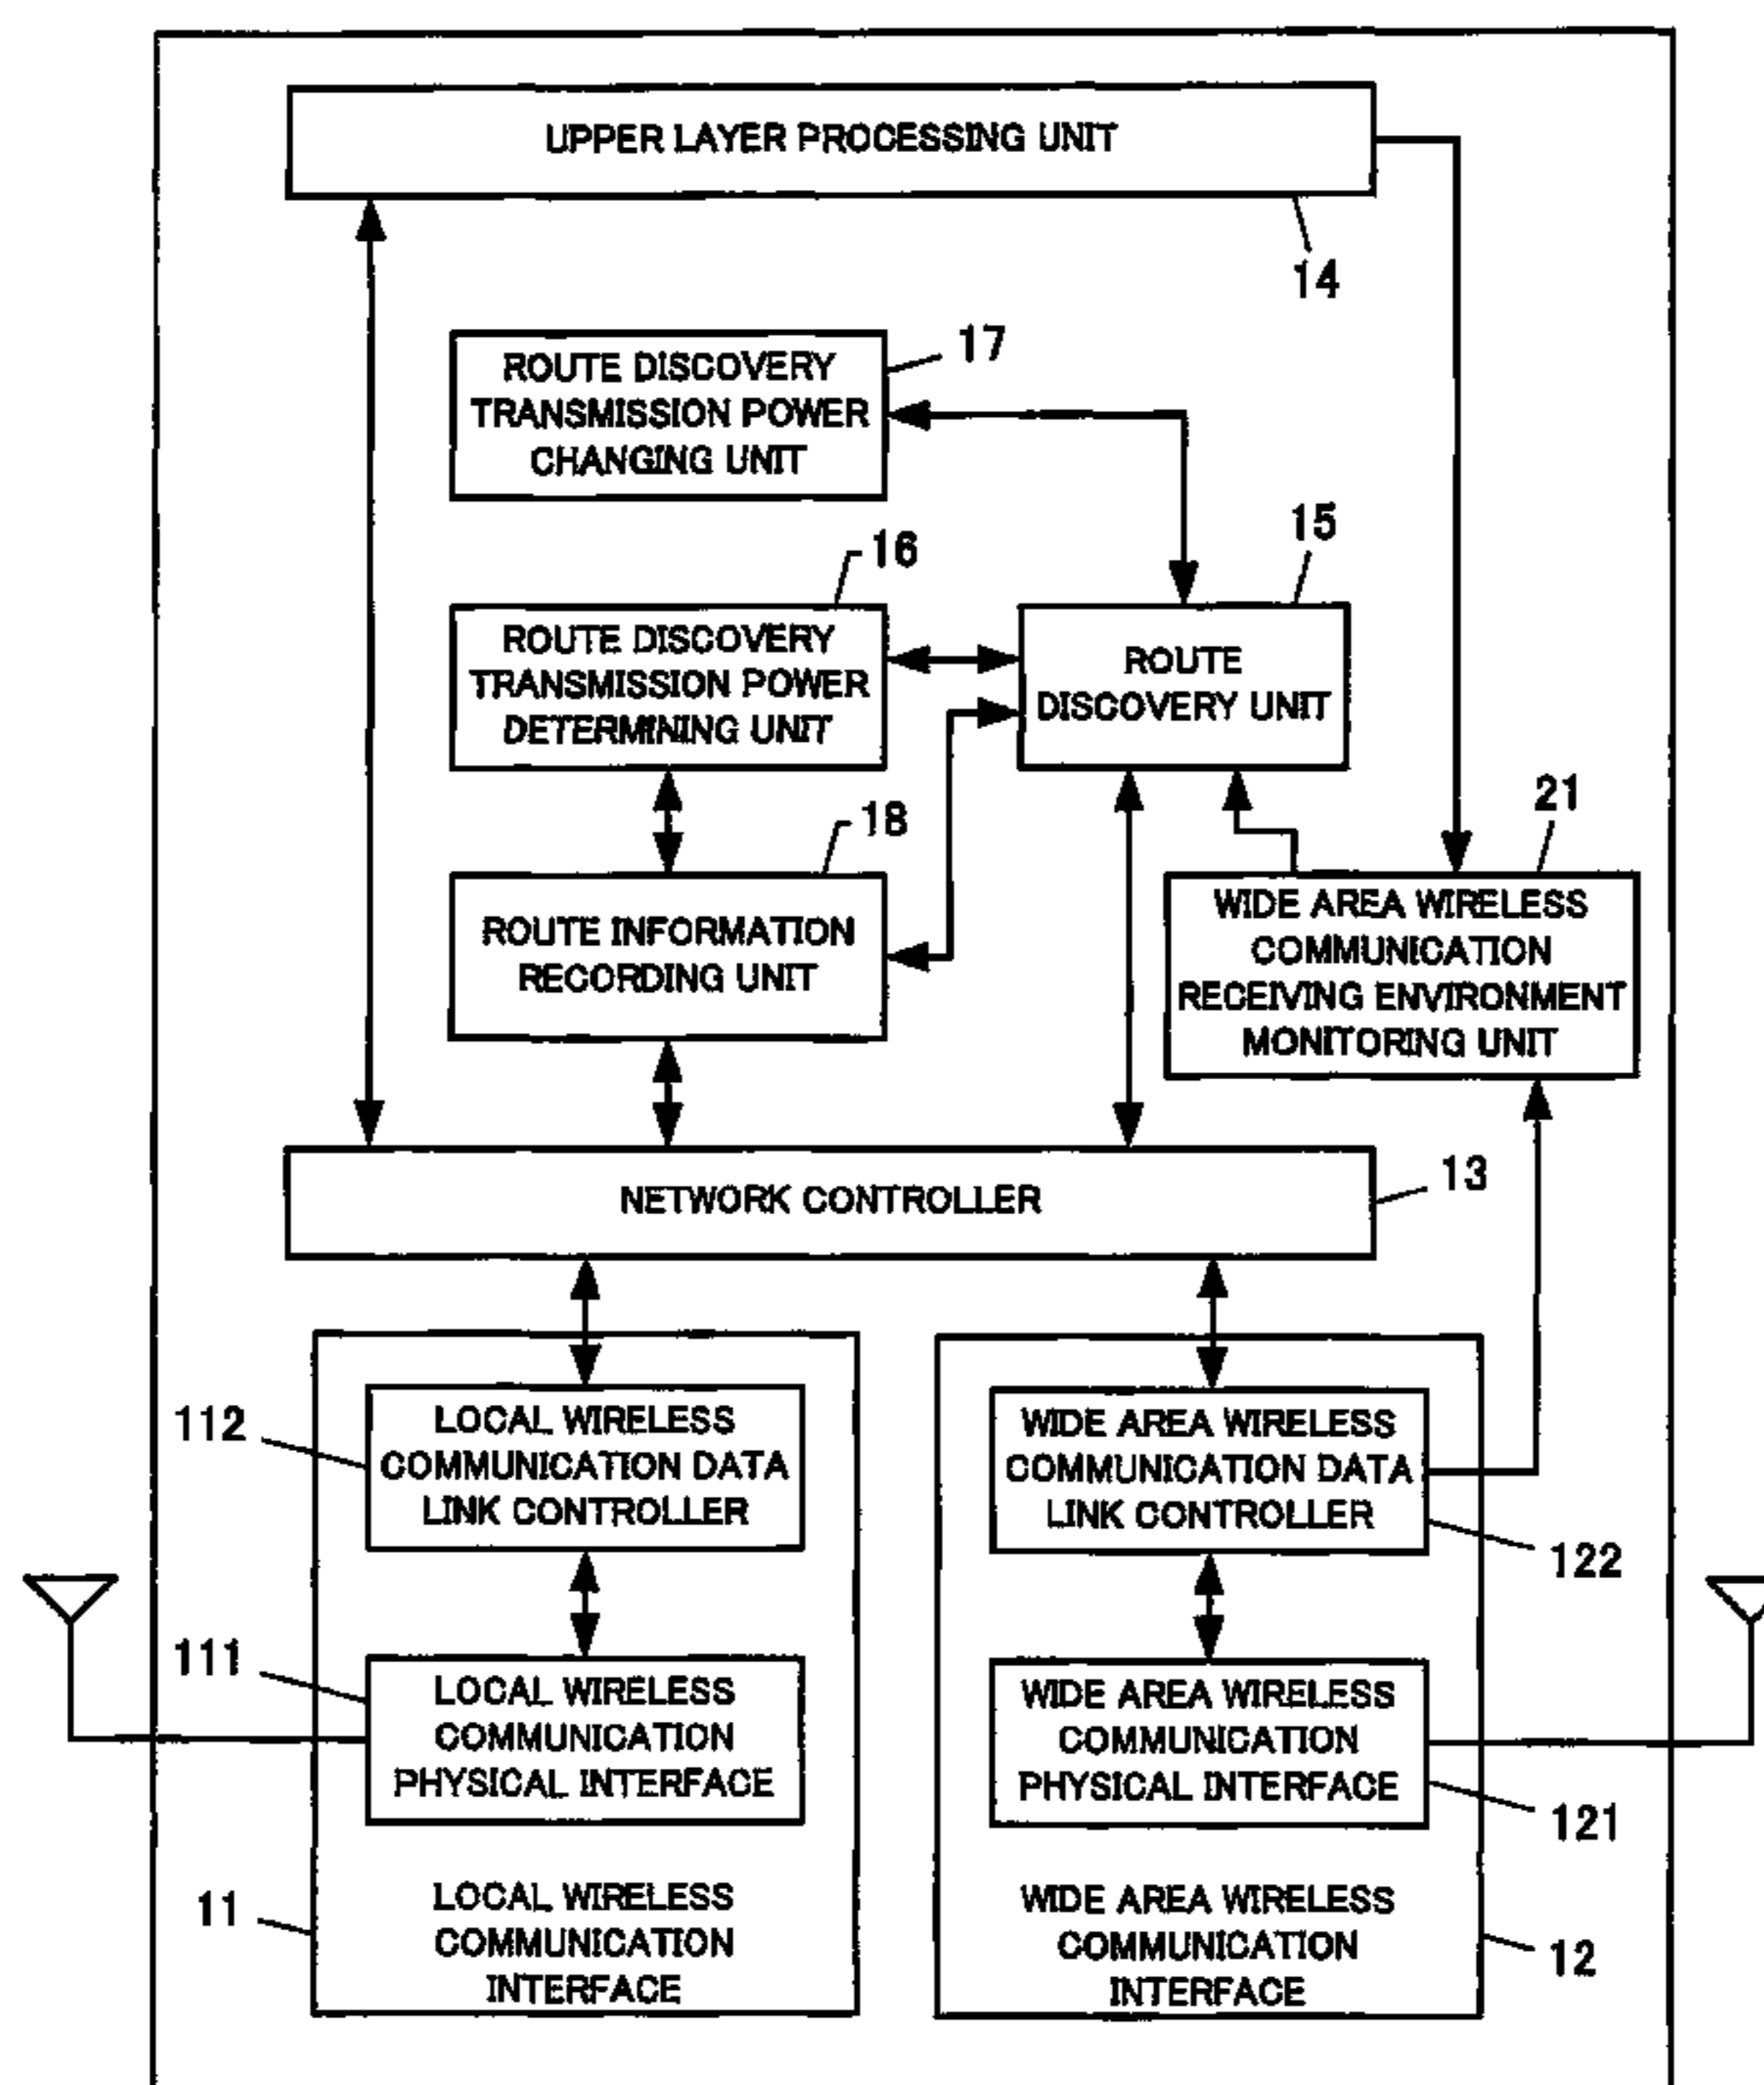 UPPER LAYER PROCESSING UNIT
14
17
ROUTE DISCOVERY
TRANSMISSION POWER
CHANGING UNIT
16
15
ROUTE DISCOVERY
TRANSMISSION POWER
DETERMINING UNIT
ROUTE
DISCOVERY UNIT
18
21
ROUTE INFORMATION
RECORDING UNIT
WIDE AREA WIRELESS
COMMUNICATION
RECEIVING ENVIRONMENT
MONITORING UNIT
NETWORK CONTROLLER
13
112
LOCAL WIRELESS
COMMUNICATION DATA
LINK CONTROLLER
WIDE AREA WIRELESS
COMMUNICATION DATA
LINK CONTROLLER
122
111
LOCAL WIRELESS
COMMUNICATION
PHYSICAL INTERFACE
WIDE AREA WIRELESS
COMMUNICATION
PHYSICAL INTERFACE
121
11
LOCAL WIRELESS
COMMUNICATION
INTERFACE
WIDE AREA WIRELESS
COMMUNICATION
INTERFACE
12